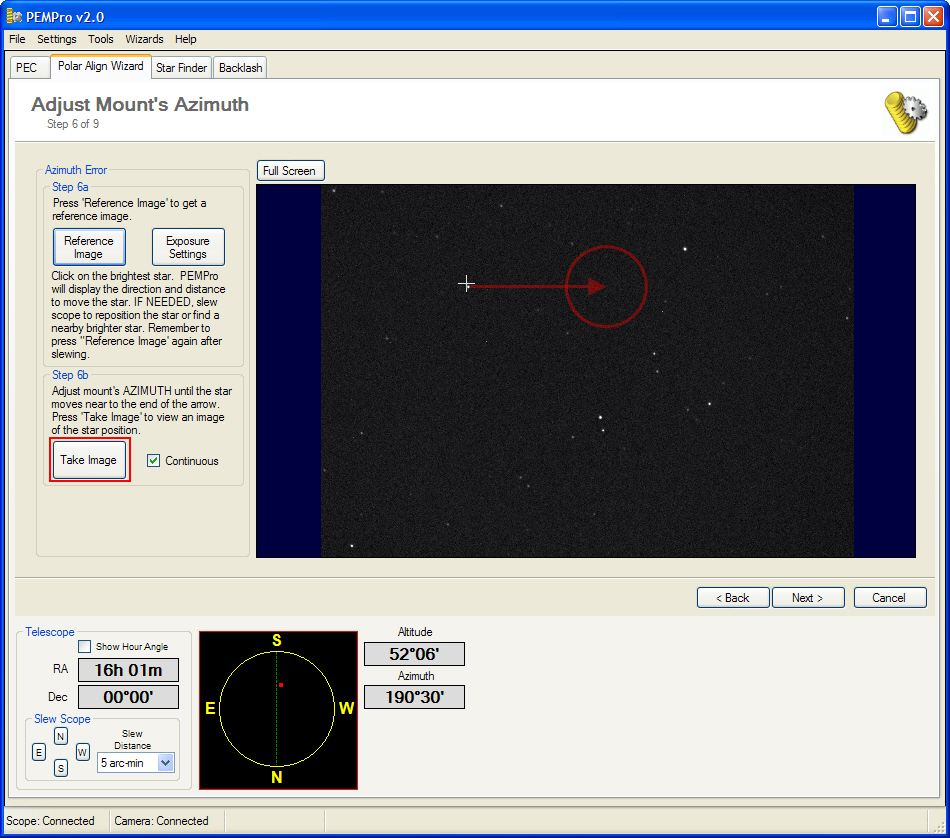 PEMPro v2.0
File Settings Tools Wizards Help
PEC Polar Align Wizard Star Finder Backlash
Adjust Mount's Azimuth
Step 6 of 9
Azimuth Error
Full Screen
Step 6a
Press 'Reference Image' to get a
reference image.
Reference
Image
Exposure
Settings
Click on the brightest star. PEMPro
will display the direction and distance
to move the star. IF NEEDED, slew
scope to reposition the star or find a
nearby brighter star. Remember to
press "Reference Image' again after
slewing.
Step 6b
Adjust mount's AZIMUTH until the star
moves near to the end of the arrow.
Press 'Take Image' to view an image
of the star position.
Take Image
Continuous
< Back Next > Cancel
Telescope
Show Hour Angle
RA 16h 01m
Dec 00°00'
Slew Scope
N
E W
S
Slew
Distance
5 arc-min
S
E W
N
Altitude
52°06'
Azimuth
190°30'
Scope: Connected Camera: Connected